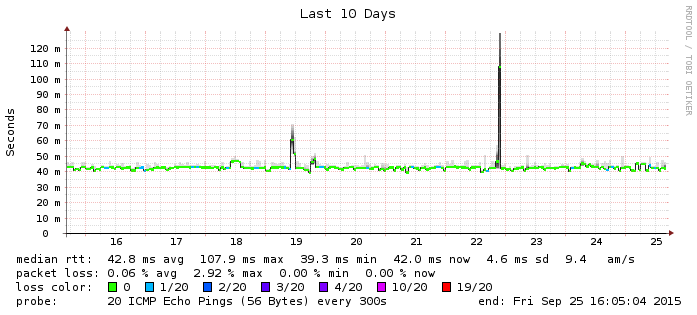 Last 10 Days
RRDTOOL / TOBI OETIKER
Seconds
120 m
110 m
100 m
90 m
80 m
70 m
60 m
50 m
40 m
30 m
20 m
10 m
0
16 17 18 19 20 21 22 23 24 25
median rtt: 42.8 ms avg 107.9 ms max 39.3 ms min 42.0 ms now 4.6 ms sd 9.4 am/s
packet loss: 0.06 % avg 2.92 % max 0.00 % min 0.00 % now
loss color: 0 1/20 2/20 3/20 4/20 10/20 19/20
probe: 20 ICMP Echo Pings (56 Bytes) every 300s end: Fri Sep 25 16:05:04 2015